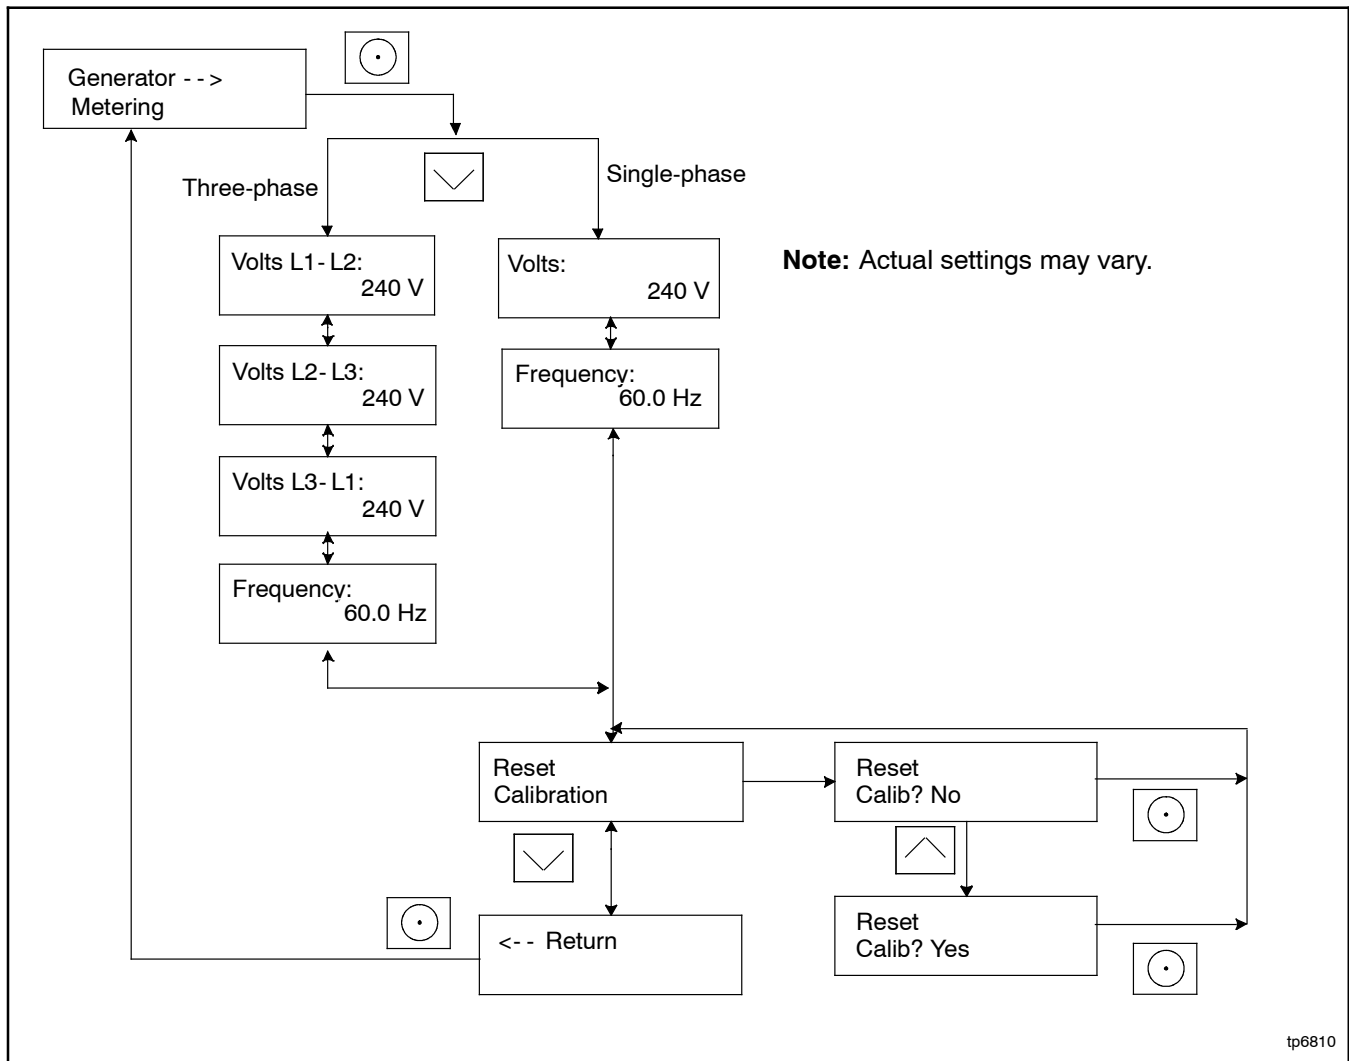 Generator - - >
Metering
Three-phase
Single-phase
Volts L1- L2:
240 V
Volts L2- L3:
240 V
Volts L3- L1:
240 V
Frequency:
60.0 Hz
Volts:
240 V
Frequency:
60.0 Hz
Note: Actual settings may vary.
Reset
Calibration
Reset
Calib? No
<- - Return
Reset
Calib? Yes
tp6810